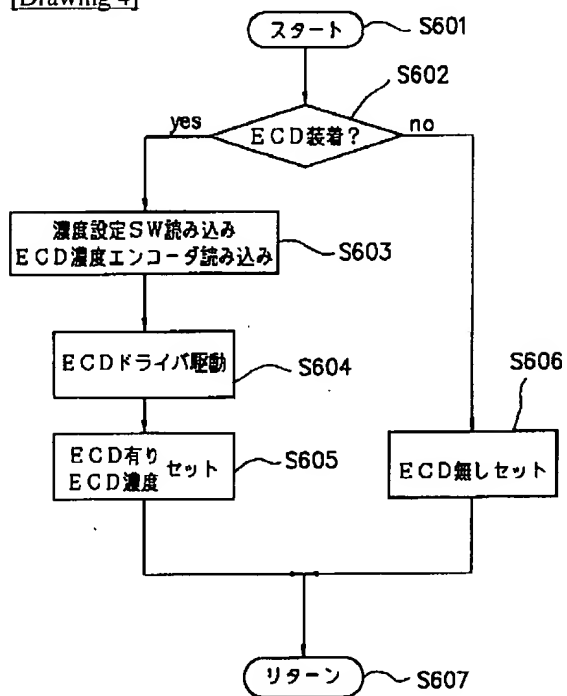 [Drawing 4]
スタート
S601
S602
yes
ECD装着?
no
濃度設定SW読み込み
ECD濃度エンコーダ読み込み
S603
ECDドライバ駆動
S604
S606
ECD有り
ECD濃度
セット
S605
ECD無しセット
リターン
S607